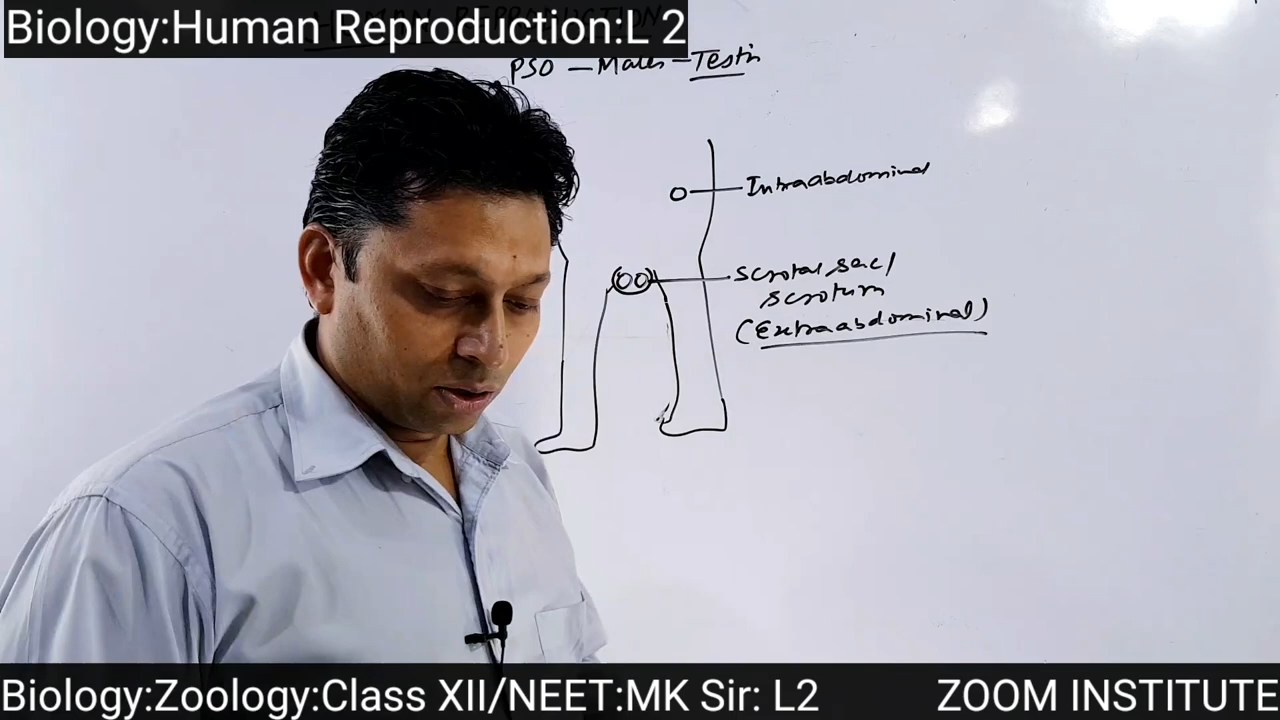 Biology:Human Reproduction:L 2
PSO — Males — Testis
Intraabdominal
Scrotal sac/
scrotum
(Extraabdominal)
Biology:Zoology:Class XII/NEET:MK Sir: L2 ZOOM INSTITUTE